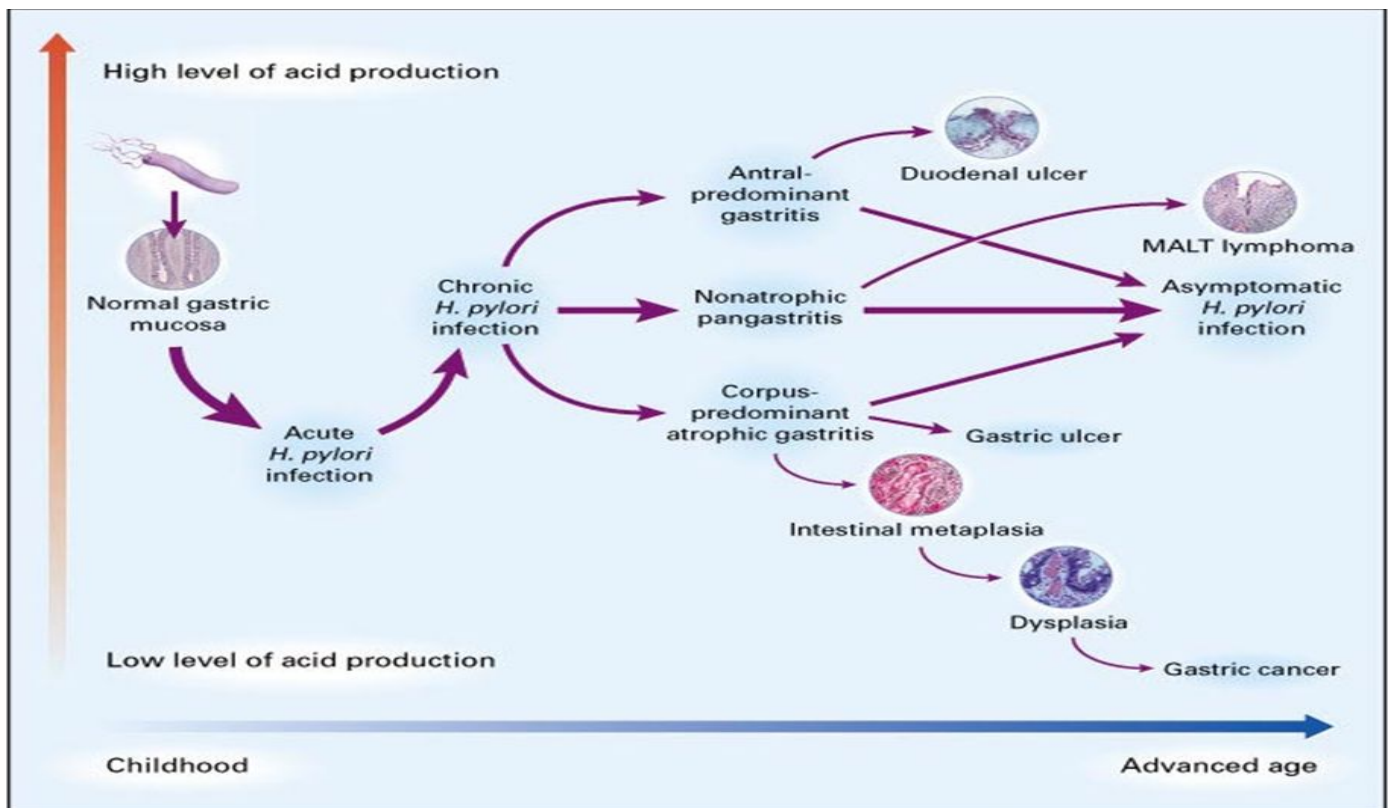 High level of acid production
Normal gastric
mucosa
Acute
H. pylori
infection
Chronic
H. pylori
infection
Antral-
predominant
gastritis
Duodenal ulcer
Nonatrophic
pangastritis
MALT lymphoma
Asymptomatic
H. pylori
infection
Corpus-
predominant
atrophic gastritis
Gastric ulcer
Intestinal metaplasia
Dysplasia
Gastric cancer
Low level of acid production
Childhood
Advanced age